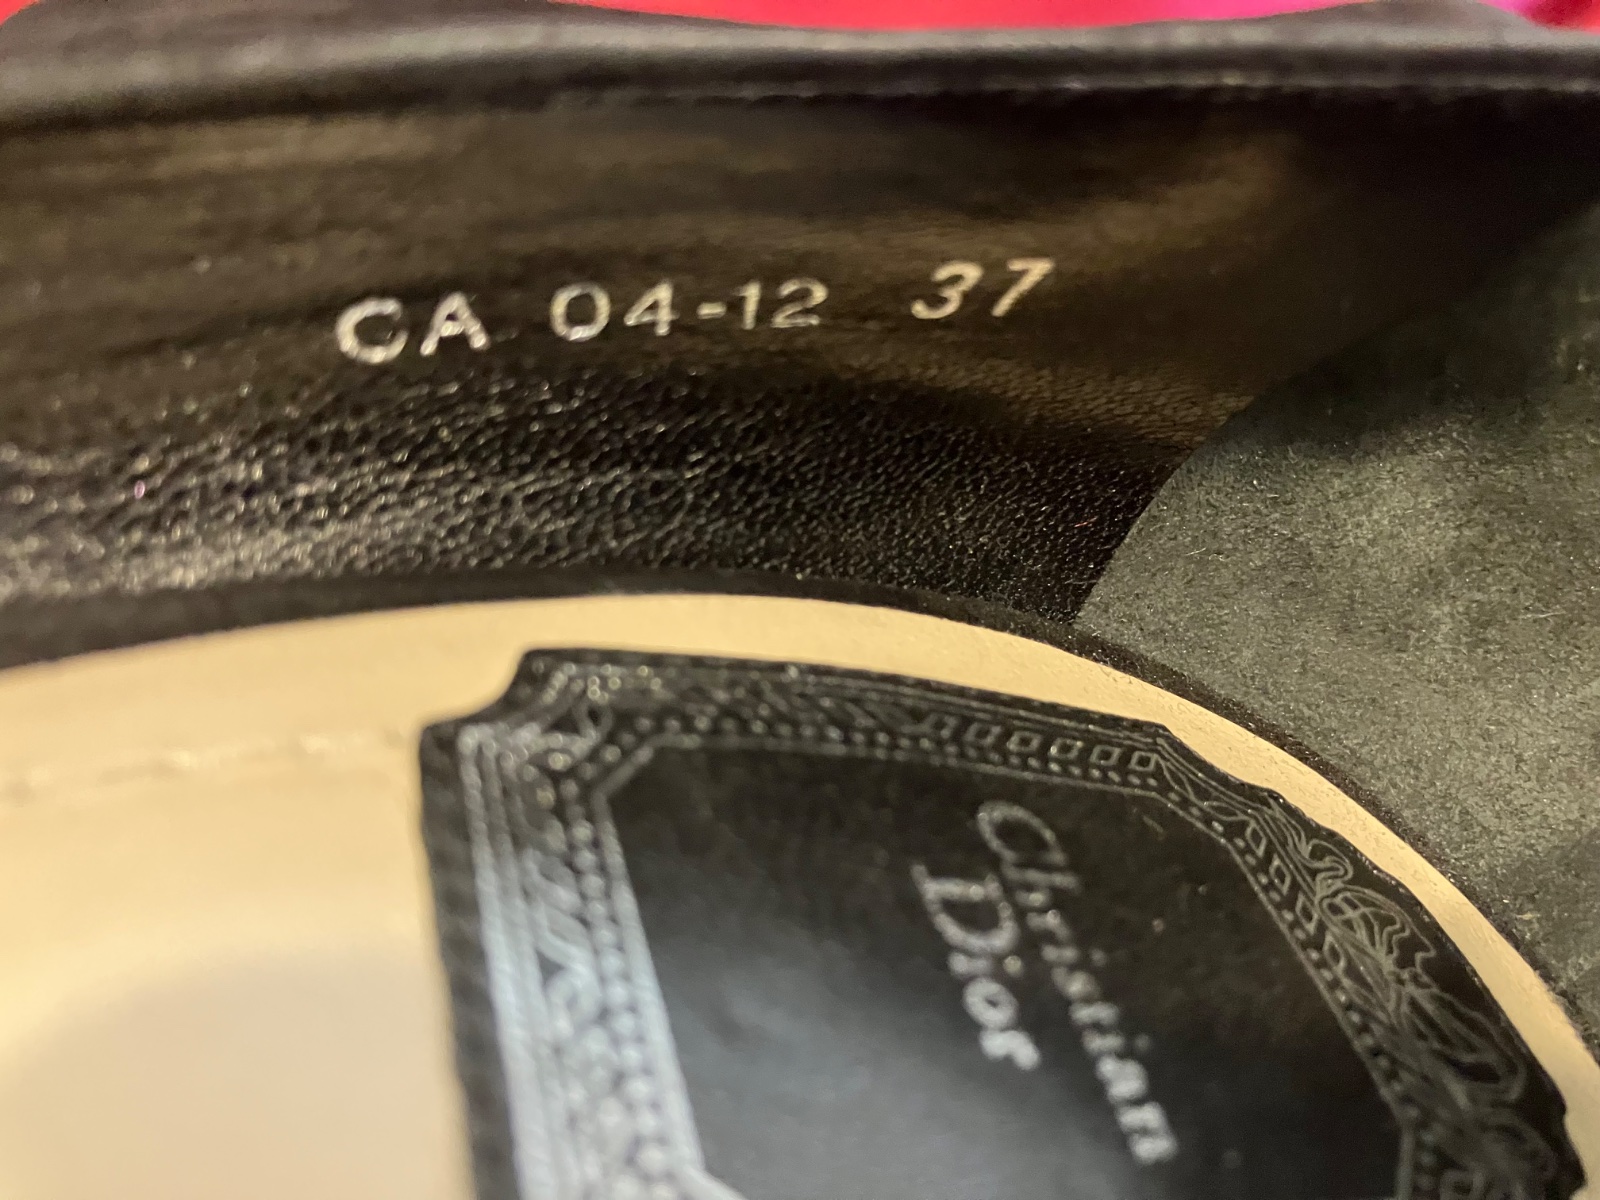 CA 04-12 37
Christian
Dior